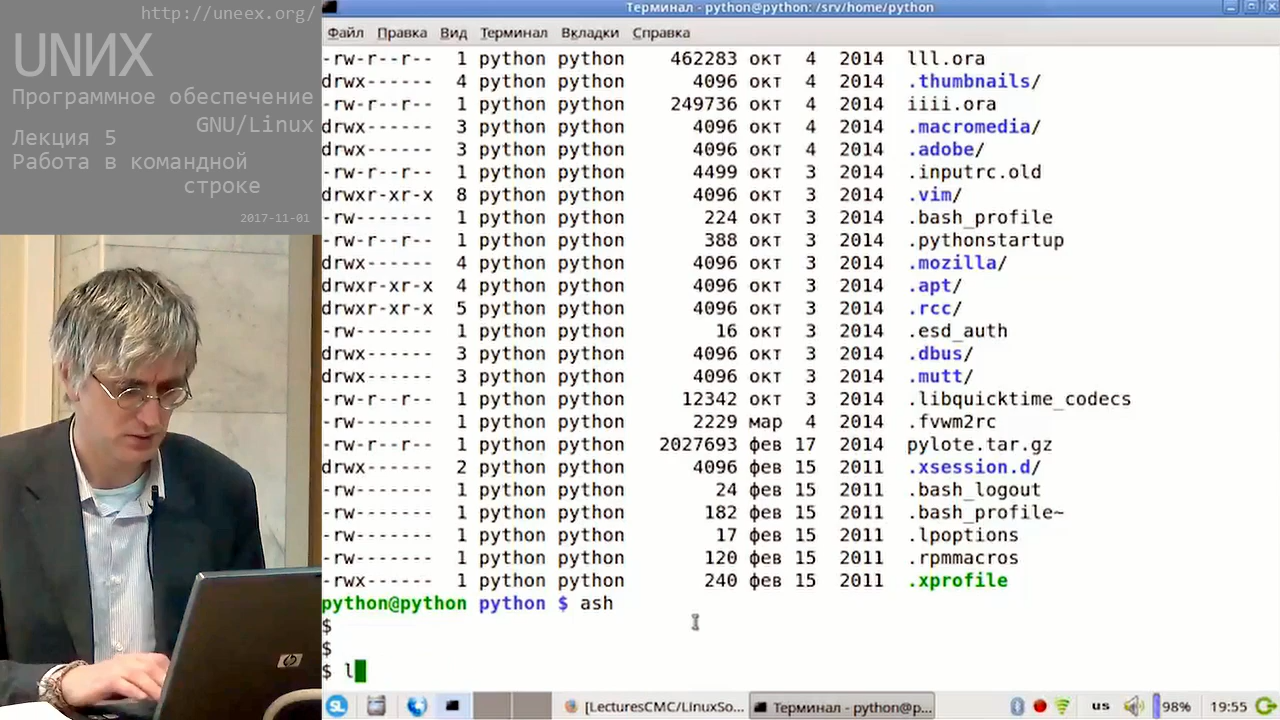 http://uneex.org/
UNИX
Программное обеспечение
GNU/Linux
Лекция 5
Работа в командной
строке
2017-11-01
Терминал - python@python: /srv/home/python
Файл Правка Вид Терминал Вкладки Справка
-rw-r--r-- 1 python python 462283 окт 4 2014 lll.ora
drwx------ 4 python python 4096 окт 4 2014 .thumbnails/
-rw-r--r-- 1 python python 249736 окт 4 2014 iiii.ora
drwx------ 3 python python 4096 окт 4 2014 .macromedia/
drwx------ 3 python python 4096 окт 4 2014 .adobe/
-rw-r--r-- 1 python python 4499 окт 3 2014 .inputrc.old
drwxr-xr-x 8 python python 4096 окт 3 2014 .vim/
-rw------- 1 python python 224 окт 3 2014 .bash_profile
-rw-r--r-- 1 python python 388 окт 3 2014 .pythonstartup
drwx------ 4 python python 4096 окт 3 2014 .mozilla/
drwxr-xr-x 4 python python 4096 окт 3 2014 .apt/
drwxr-xr-x 5 python python 4096 окт 3 2014 .rcc/
-rw------- 1 python python 16 окт 3 2014 .esd_auth
drwx------ 3 python python 4096 окт 3 2014 .dbus/
drwx------ 3 python python 4096 окт 3 2014 .mutt/
-rw-r--r-- 1 python python 12342 окт 3 2014 .libquicktime_codecs
-rw------- 1 python python 2229 мар 4 2014 .fvwm2rc
-rw-r--r-- 1 python python 2027693 фев 17 2014 pylote.tar.gz
drwx------ 2 python python 4096 фев 15 2011 .xsession.d/
-rw------- 1 python python 24 фев 15 2011 .bash_logout
-rw------- 1 python python 182 фев 15 2011 .bash_profile~
-rw------- 1 python python 17 фев 15 2011 .lpoptions
-rw------- 1 python python 120 фев 15 2011 .rpmmacros
-rwx------ 1 python python 240 фев 15 2011 .xprofile
python@python python $ ash
$
$
$ l
hp
SL [LecturesCMC/LinuxSo... Терминал - python@p... us 98% 19:55